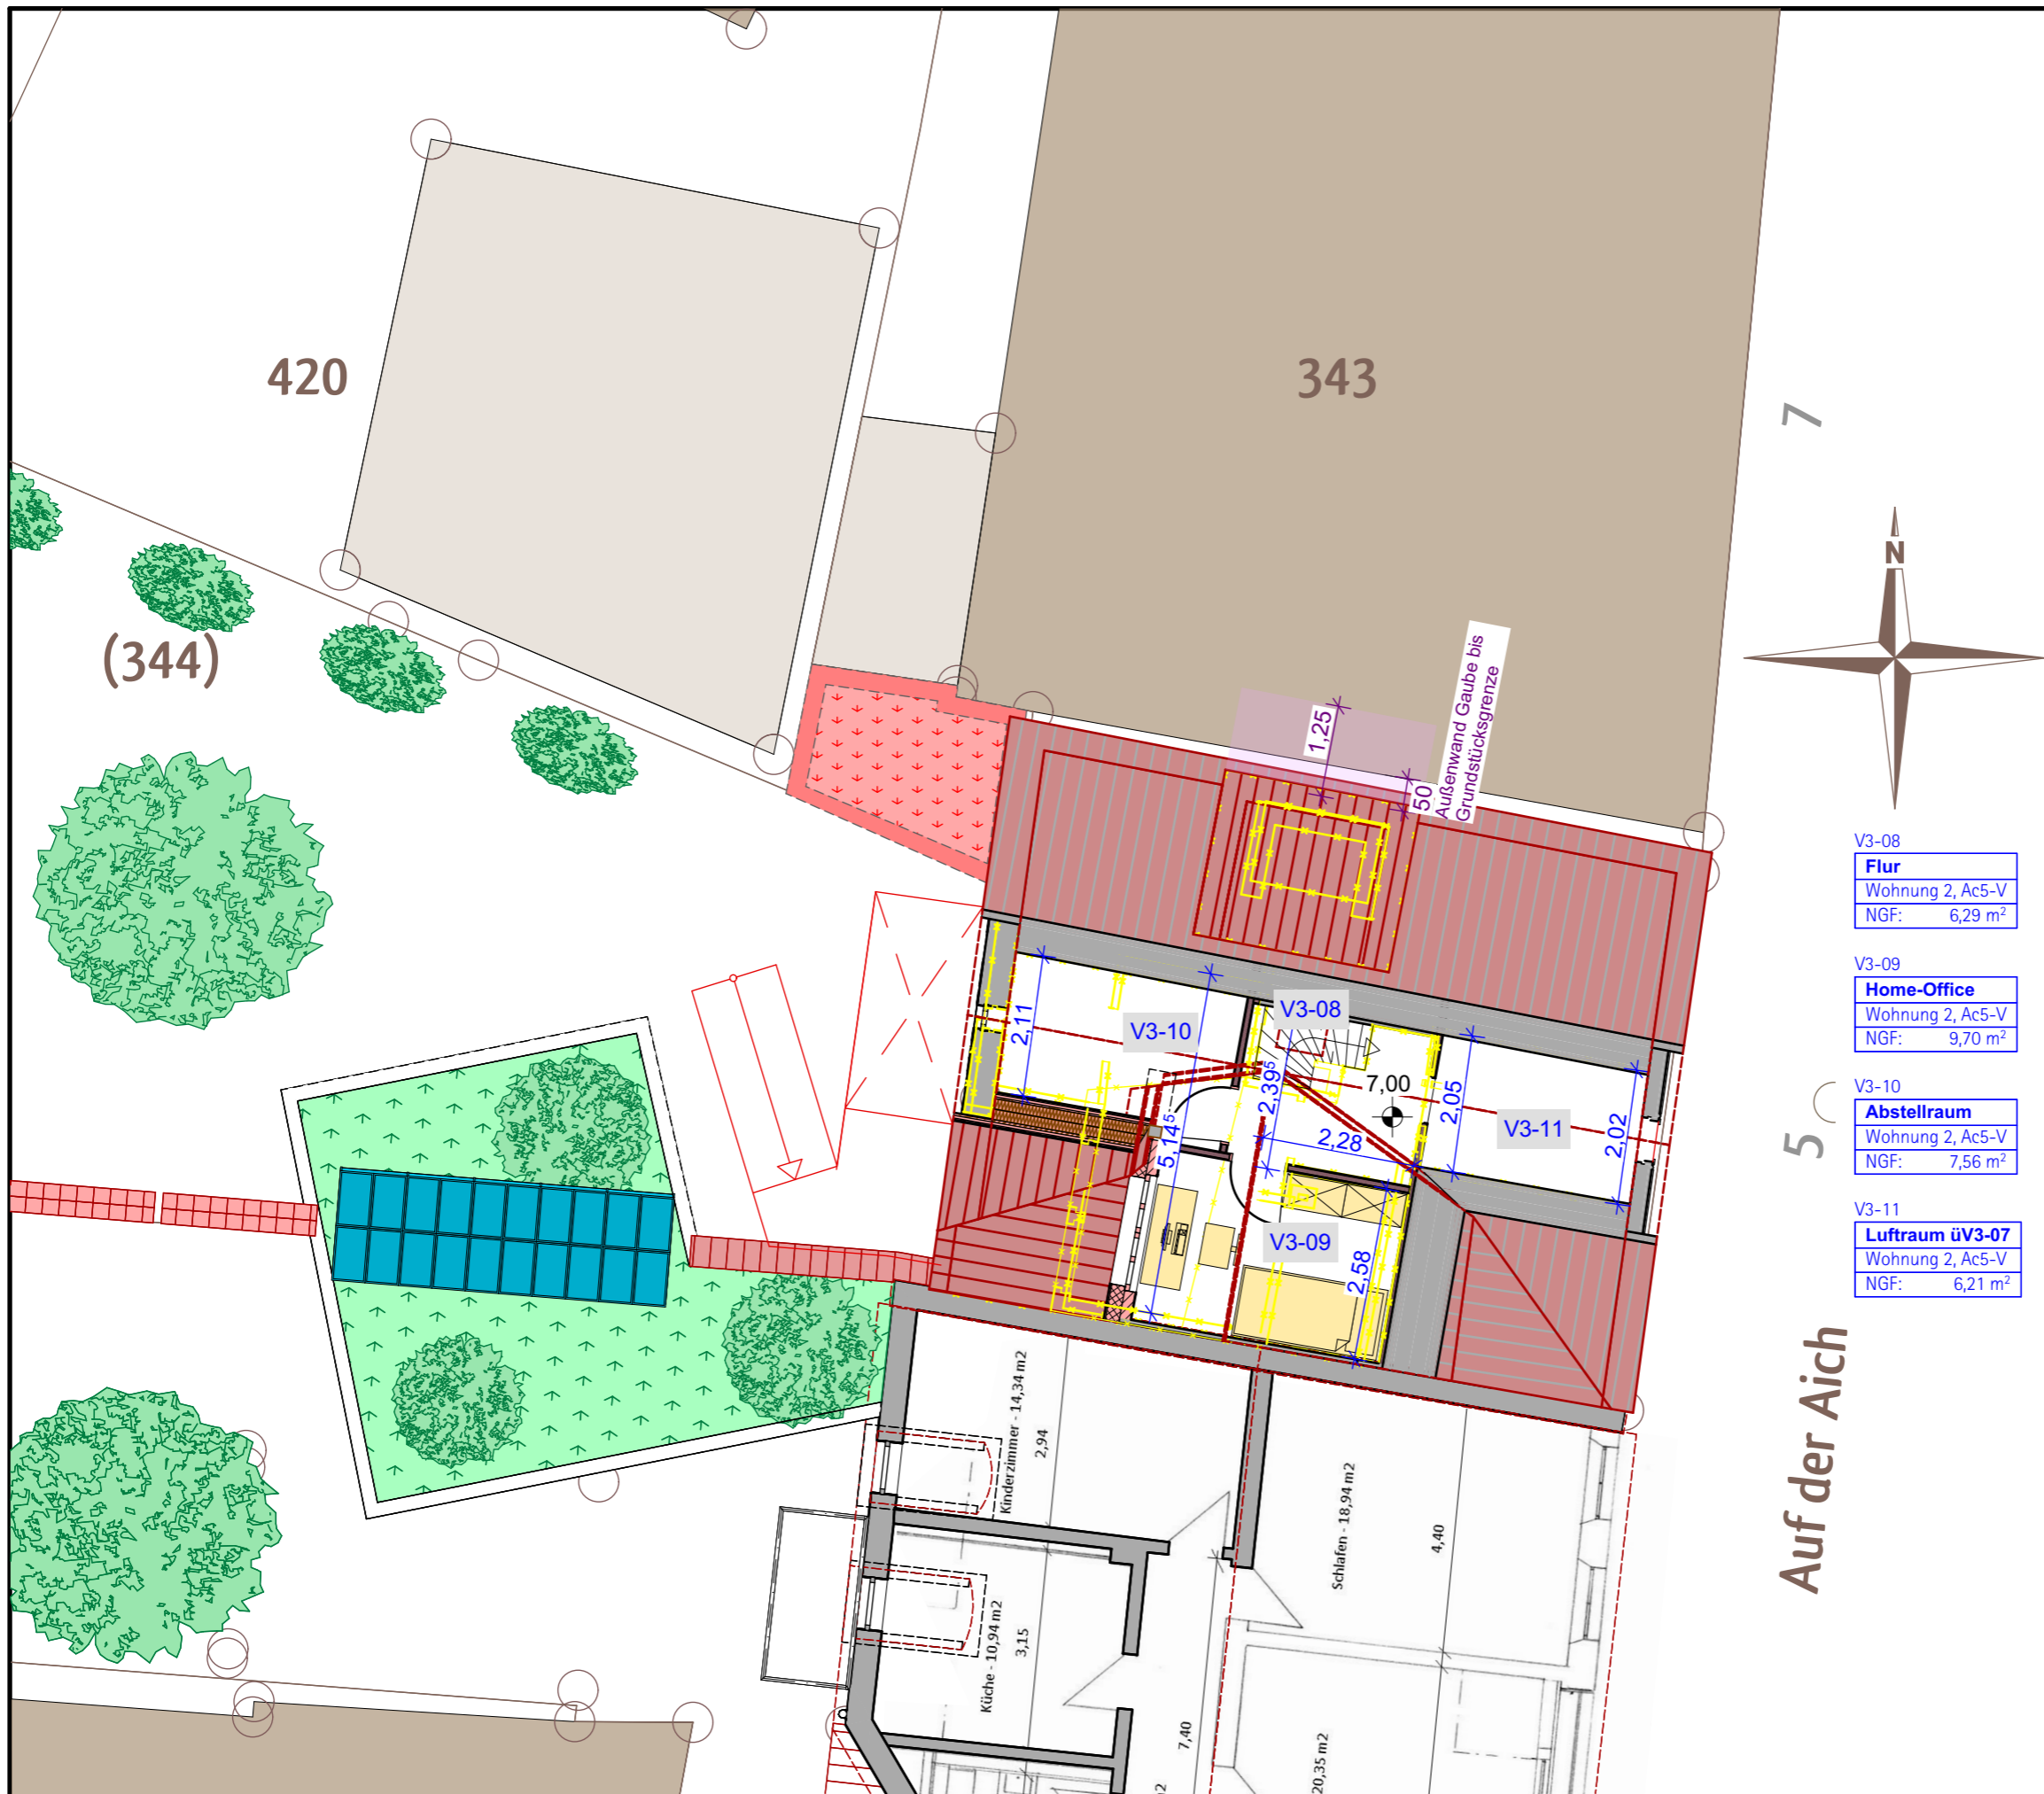 420
343
7
(344)
N
1,25
50
Außenwand Gaube bis
Grundstücksgrenze
V3-08
Flur
Wohnung 2, Ac5-V
NGF: 6,29 m²
V3-09
Home-Office
Wohnung 2, Ac5-V
NGF: 9,70 m²
V3-10
Abstellraum
Wohnung 2, Ac5-V
NGF: 7,56 m²
V3-11
Luftraum üV3-07
Wohnung 2, Ac5-V
NGF: 6,21 m²
V3-08
V3-10
2,11
2,39⁵
7,00
2,05
V3-11
2,02
5,14⁵
2,28
V3-09
2,58
5
Auf der Aich
Kinderzimmer - 14,34 m2
2,94
Schlafen - 18,94 m2
4,40
Küche - 10,94 m2
3,15
7,40
20,35 m2